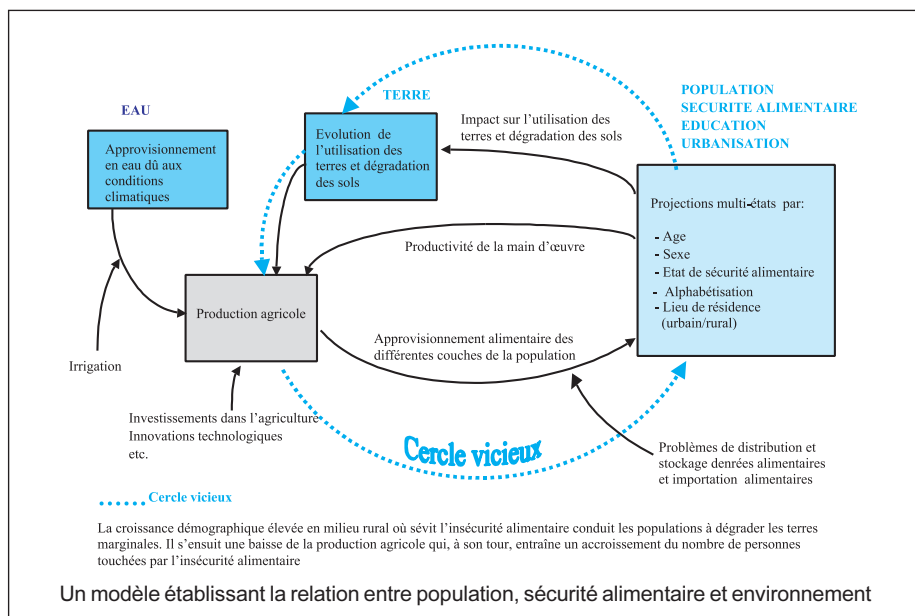 EAU
TERRE
POPULATION
SECURITE ALIMENTAIRE
EDUCATION
URBANISATION
Approvisionnement
en eau dû aux
conditions
climatiques
Evolution de
l'utilisation des
terres et dégradation
des sols
Impact sur l'utilisation des
terres et dégradation des sols
Projections multi-états par:
- Age
- Sexe
- Etat de sécurité alimentaire
- Alphabétisation
- Lieu de résidence
(urbain/rural)
Productivité de la main d'œuvre
Production agricole
Approvisionnement alimentaire des
différentes couches de la population
Irrigation
Investissements dans l'agriculture
Innovations technologiques
etc.
Cercle vicieux
Problèmes de distribution et
stockage denrées alimentaires
et importation alimentaires
Cercle vicieux
La croissance démographique élevée en milieu rural où sévit l'insécurité alimentaire conduit les populations à dégrader les terres
marginales. Il s'ensuit une baisse de la production agricole qui, à son tour, entraîne un accroissement du nombre de personnes
touchées par l'insécurité alimentaire
Un modèle établissant la relation entre population, sécurité alimentaire et environnement